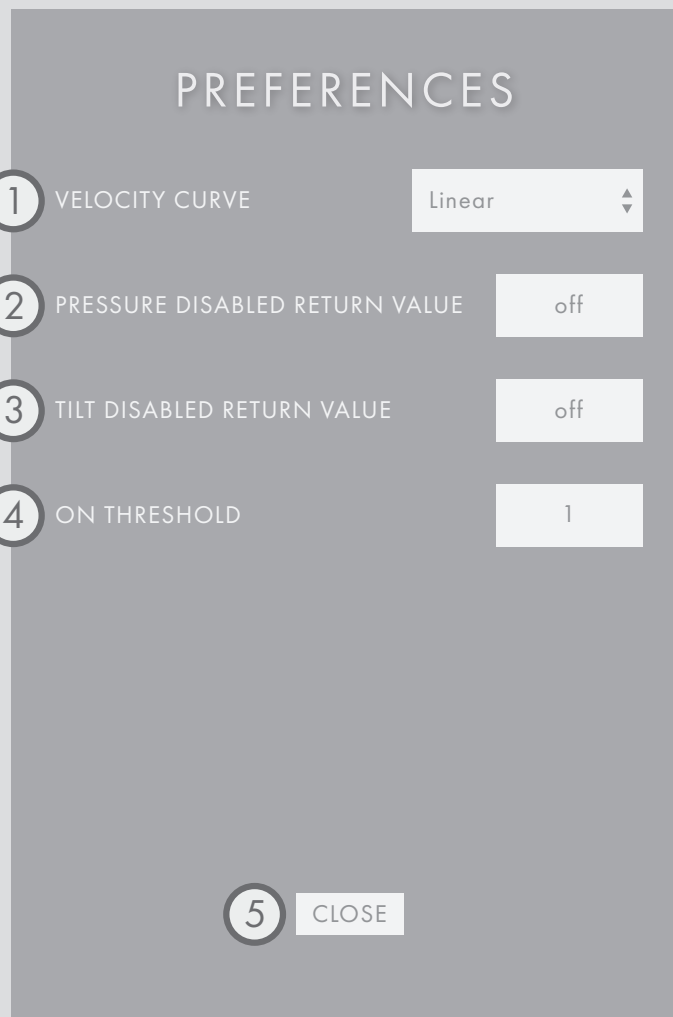 PREFERENCES
1 VELOCITY CURVE Linear
2 PRESSURE DISABLED RETURN VALUE off
3 TILT DISABLED RETURN VALUE off
4 ON THRESHOLD 1
5 CLOSE